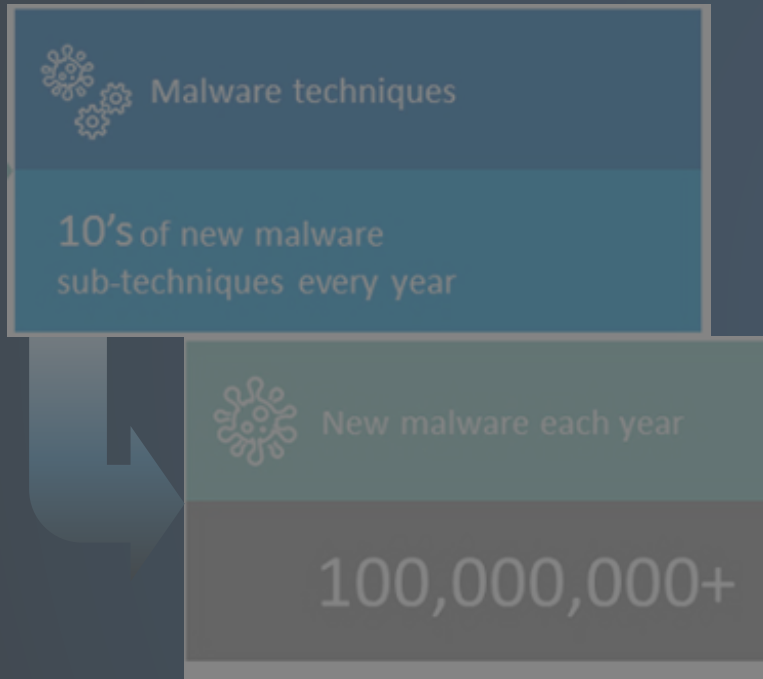 Malware techniques
10's of new malware
sub-techniques every year
New malware each year
100,000,000+